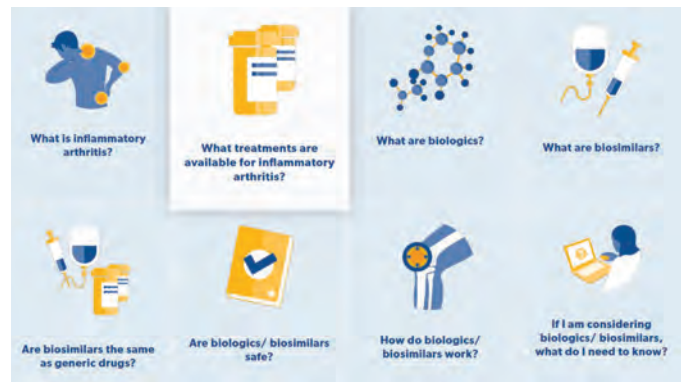 What is inflammatory
arthritis?
What treatments are
available for inflammatory
arthritis?
What are biologics?
What are biosimilars?
Are biosimilars the same
as generic drugs?
Are biologics/ biosimilars
safe?
How do biologics/
biosimilars work?
If I am considering
biologics/ biosimilars,
what do I need to know?